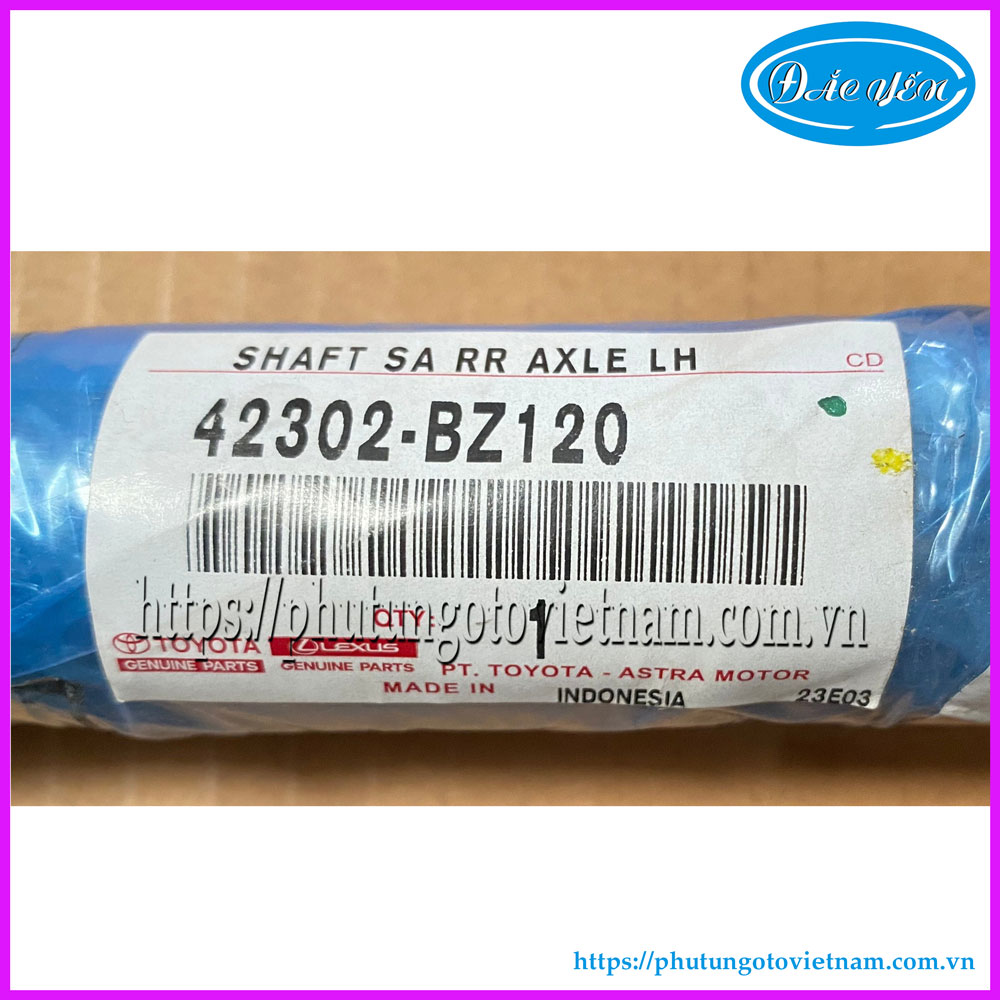 ĐẮC YẾN
SHAFT SA RR AXLE LH
CD
42302-BZ120
https://phutungotovietnam.com.vn
QTY: 1
TOYOTA
GENUINE PARTS
LEXUS
GENUINE PARTS
PT. TOYOTA - ASTRA MOTOR
MADE IN INDONESIA 23E03
https://phutungotovietnam.com.vn